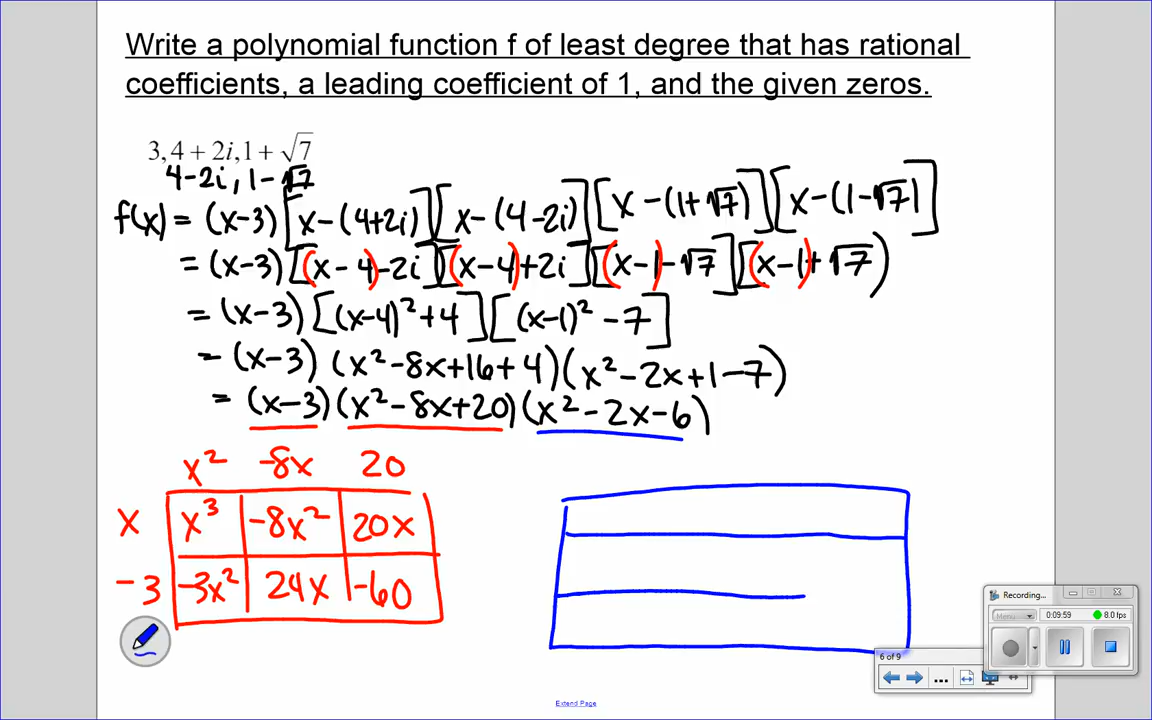 Write a polynomial function f of least degree that has rational
coefficients, a leading coefficient of 1, and the given zeros.
3, 4 + 2i, 1 + √7
4-2i, 1-√7
f(x) = (x-3)[x-(4+2i)][x-(4-2i)][x-(1+√7)][x-(1-√7)]
= (x-3)[(x-4)-2i][(x-4)+2i][(x-1)-√7][(x-1)+√7)
= (x-3)[(x-4)²+4][(x-1)²-7]
= (x-3)(x²-8x+16+4)(x²-2x+1-7)
= (x-3)(x²-8x+20)(x²-2x-6)
x² -8x 20
x x³ -8x² 20x
-3 -3x² 24x -60
Recording...
Menu 0:09:59 8.0 fps
6 of 9
...
Extend Page